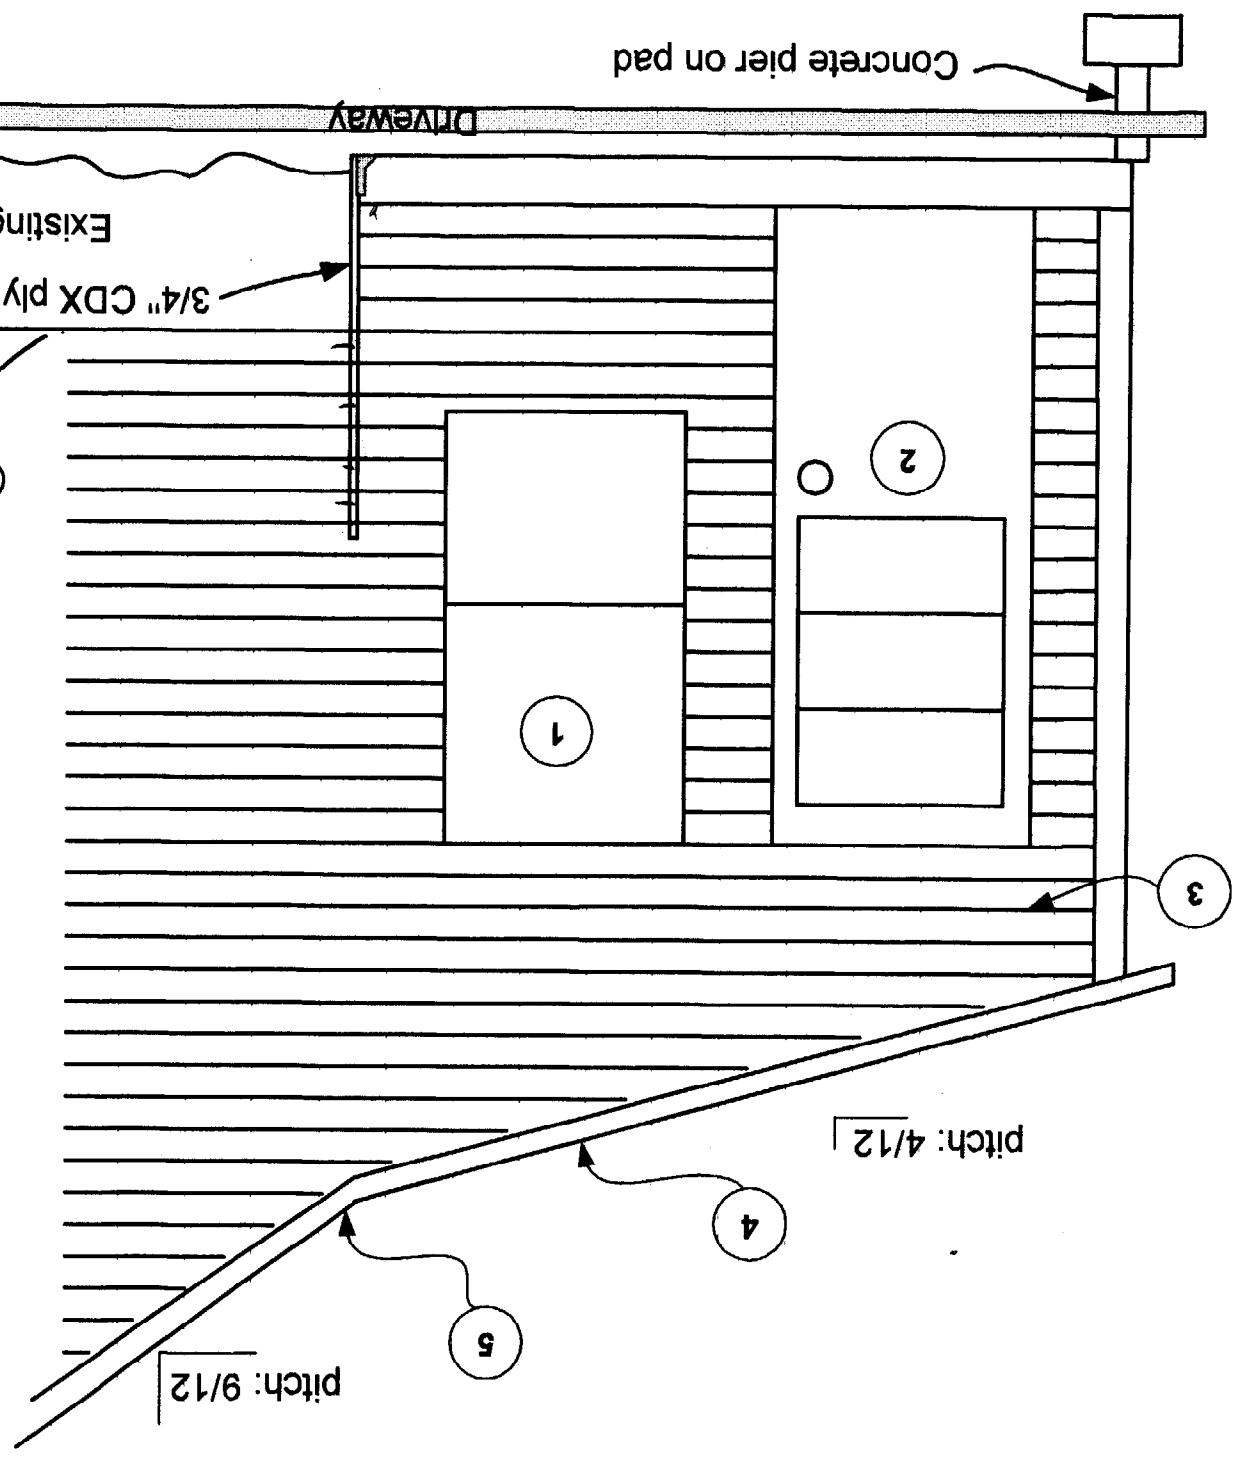 pitch: 9/12
5
4
pitch: 4/12
3
1
2
3/4" CDX ply
Existing
Driveway
Concrete pier on pad